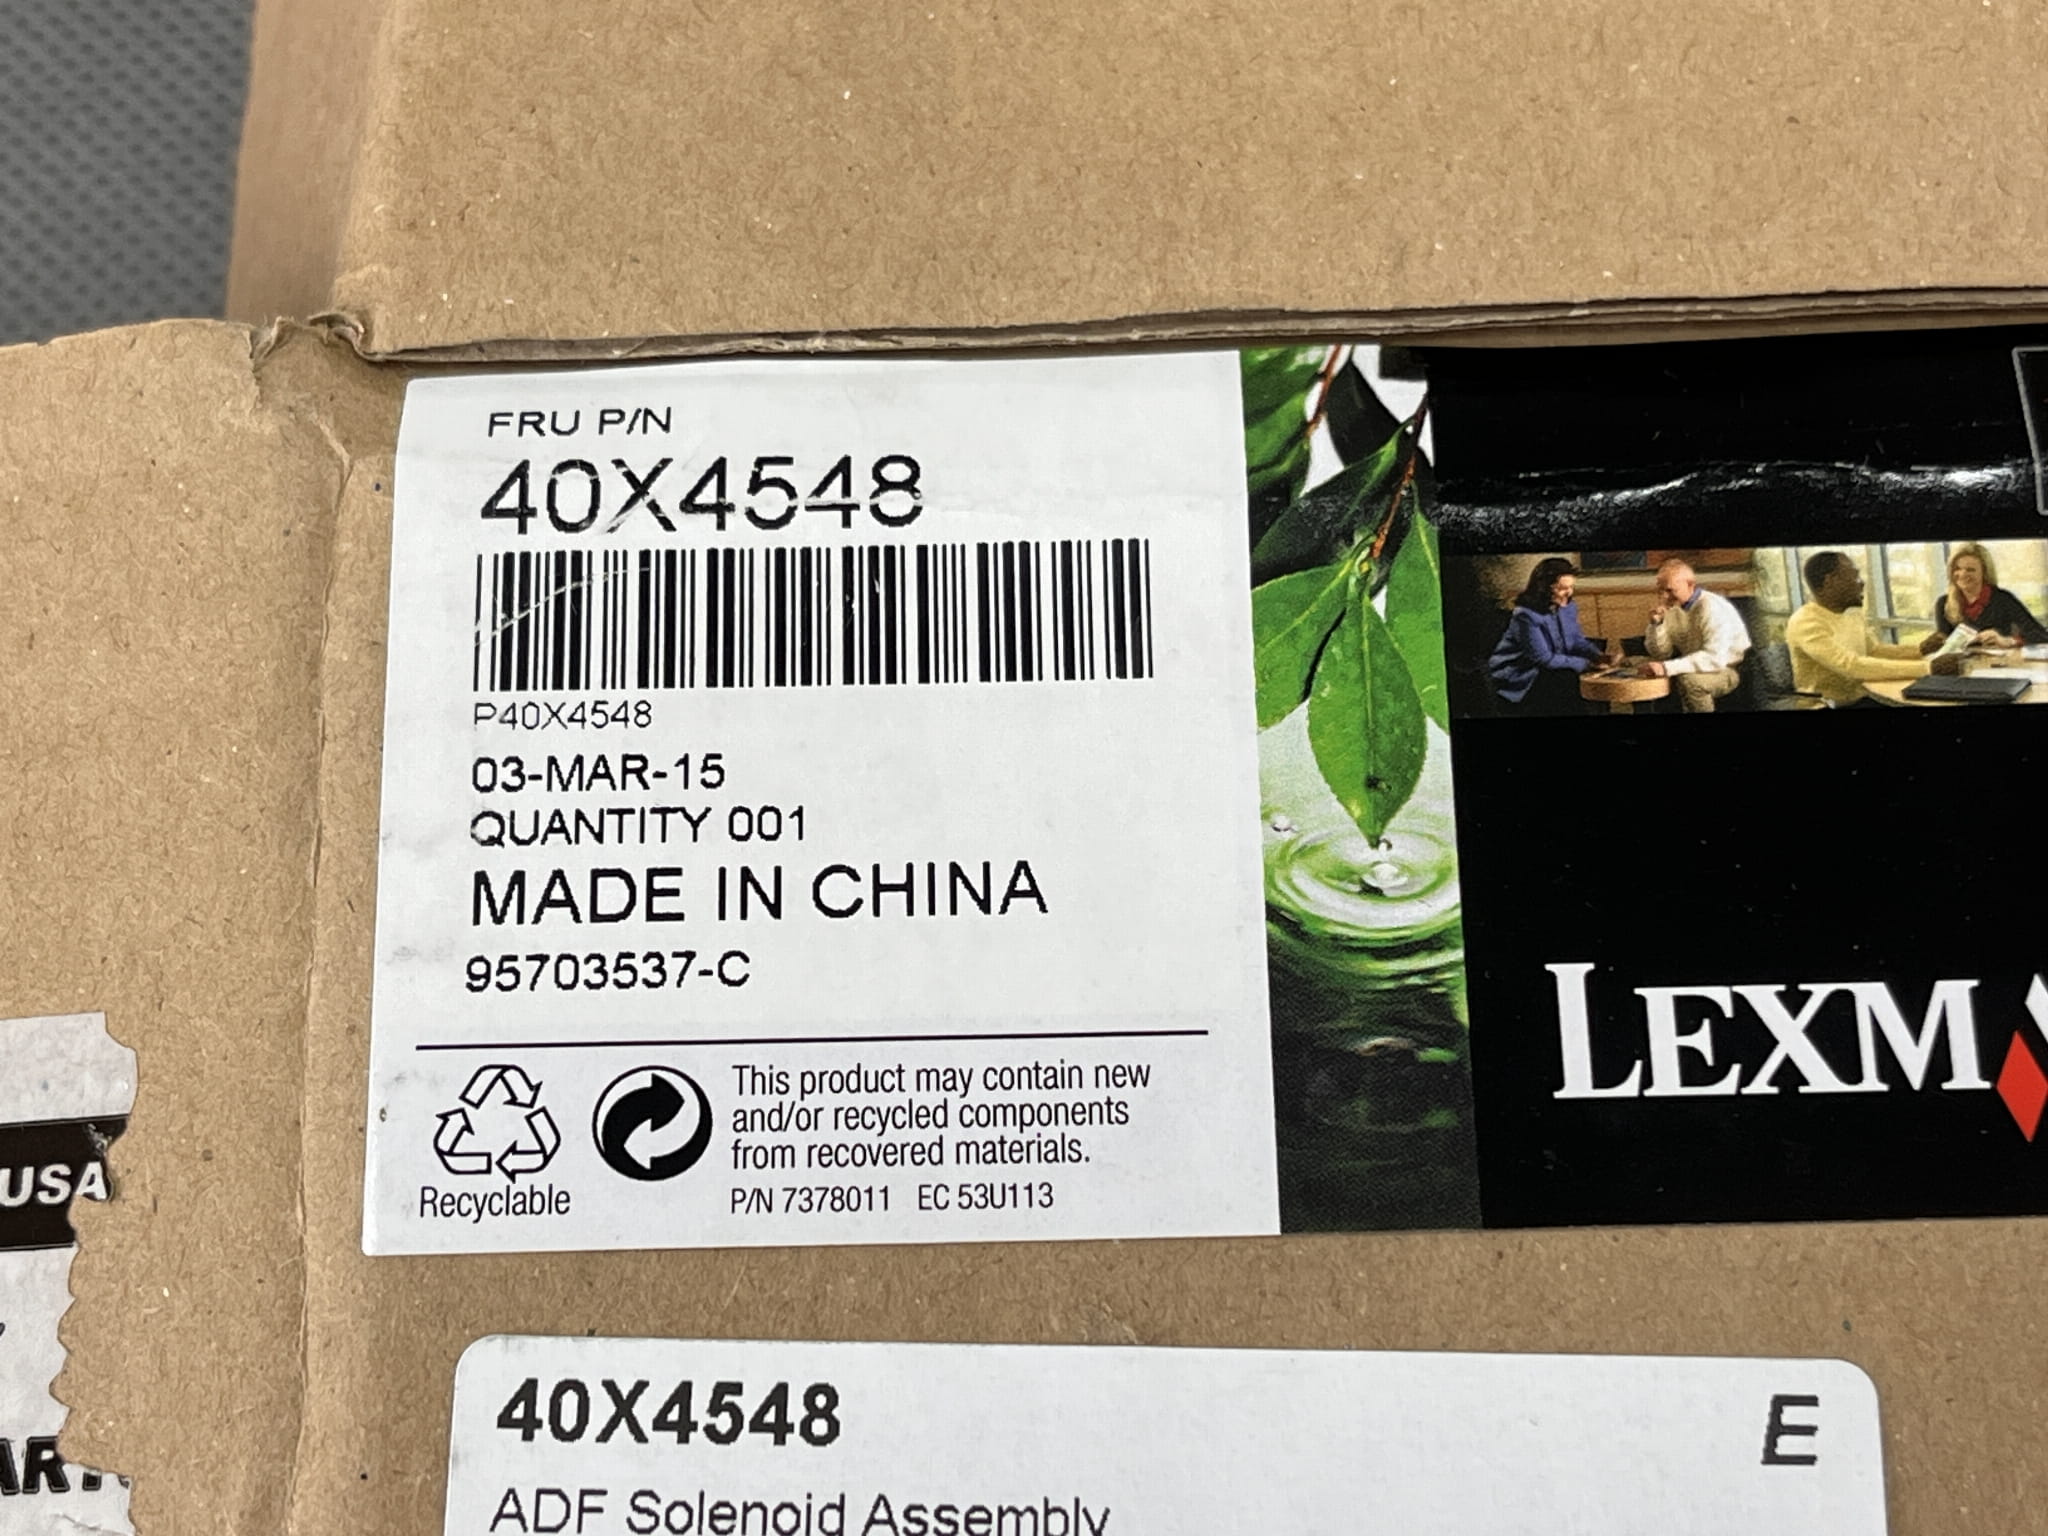 FRU P/N
40X4548
P40X4548
03-MAR-15
QUANTITY 001
MADE IN CHINA
95703537-C
Recyclable
This product may contain new
and/or recycled components
from recovered materials.
P/N 7378011 EC 53U113
LEXM
USA
40X4548
E
ADF Solenoid Assembly